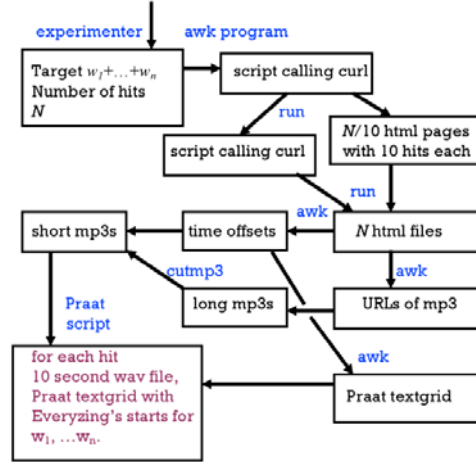 experimenter
awk program
Target w₁+...+wₙ
Number of hits
N
script calling curl
run
script calling curl
N/10 html pages
with 10 hits each
run
awk
short mp3s
time offsets
N html files
cutmp3
awk
Praat
script
long mp3s
URLs of mp3
for each hit
10 second wav file,
Praat textgrid with
Everyzing's starts for
w₁, ...wₙ.
awk
Praat textgrid